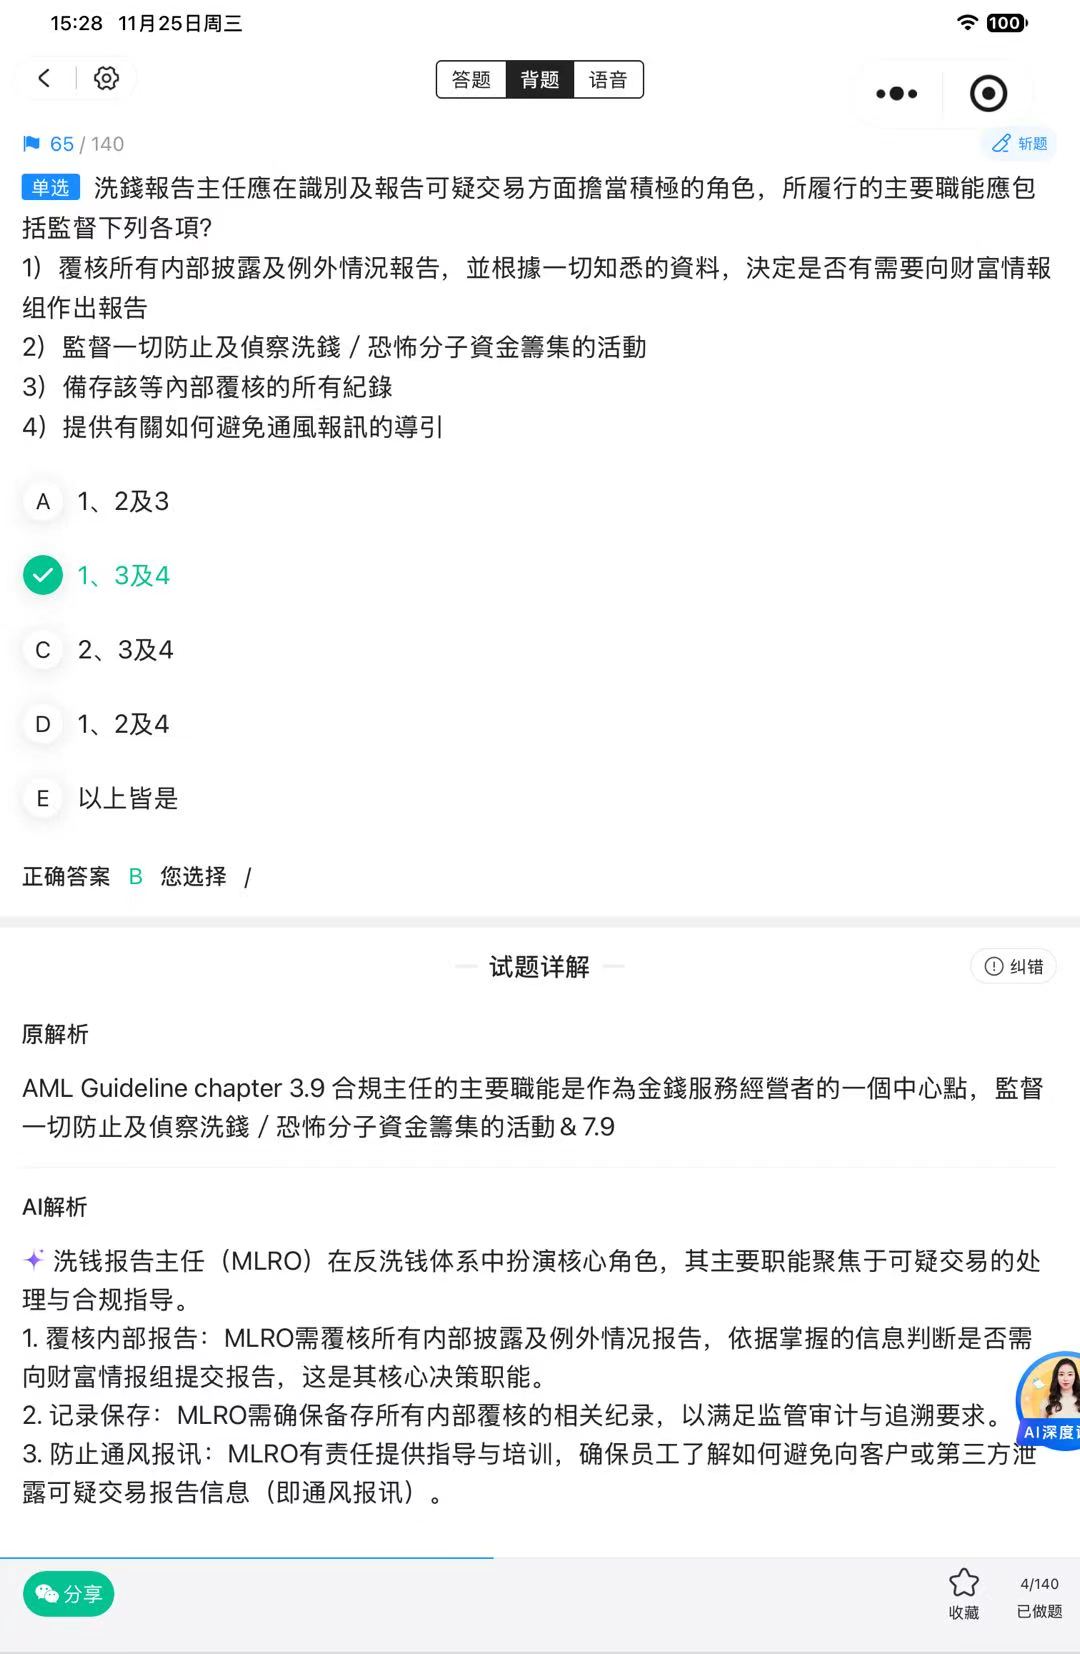 15:28 11月25日周三
100
答题 背题 语音
65 / 140
斩题
单选 洗錢報告主任應在識別及報告可疑交易方面擔當積極的角色，所履行的主要職能應包
括監督下列各項?
1）覆核所有内部披露及例外情況報告，並根據一切知悉的資料，決定是否有需要向财富情報
组作出報告
2）監督一切防止及偵察洗錢／恐怖分子資金籌集的活動
3）備存該等內部覆核的所有紀錄
4）提供有關如何避免通風報訊的導引
A 1、2及3
1、3及4
C 2、3及4
D 1、2及4
E 以上皆是
正确答案 B 您选择 /
试题详解
纠错
原解析
AML Guideline chapter 3.9 合規主任的主要職能是作為金錢服務經營者的一個中心點，監督
一切防止及偵察洗錢／恐怖分子資金籌集的活動＆7.9
AI解析
洗钱报告主任（MLRO）在反洗钱体系中扮演核心角色，其主要职能聚焦于可疑交易的处
理与合规指导。
1. 覆核内部报告：MLRO需覆核所有内部披露及例外情况报告，依据掌握的信息判断是否需
向财富情报组提交报告，这是其核心决策职能。
2. 记录保存：MLRO需确保备存所有内部覆核的相关纪录，以满足监管审计与追溯要求。
3. 防止通风报讯：MLRO有责任提供指导与培训，确保员工了解如何避免向客户或第三方泄
露可疑交易报告信息（即通风报讯）。
AI深度
分享
收藏
4/140
已做题